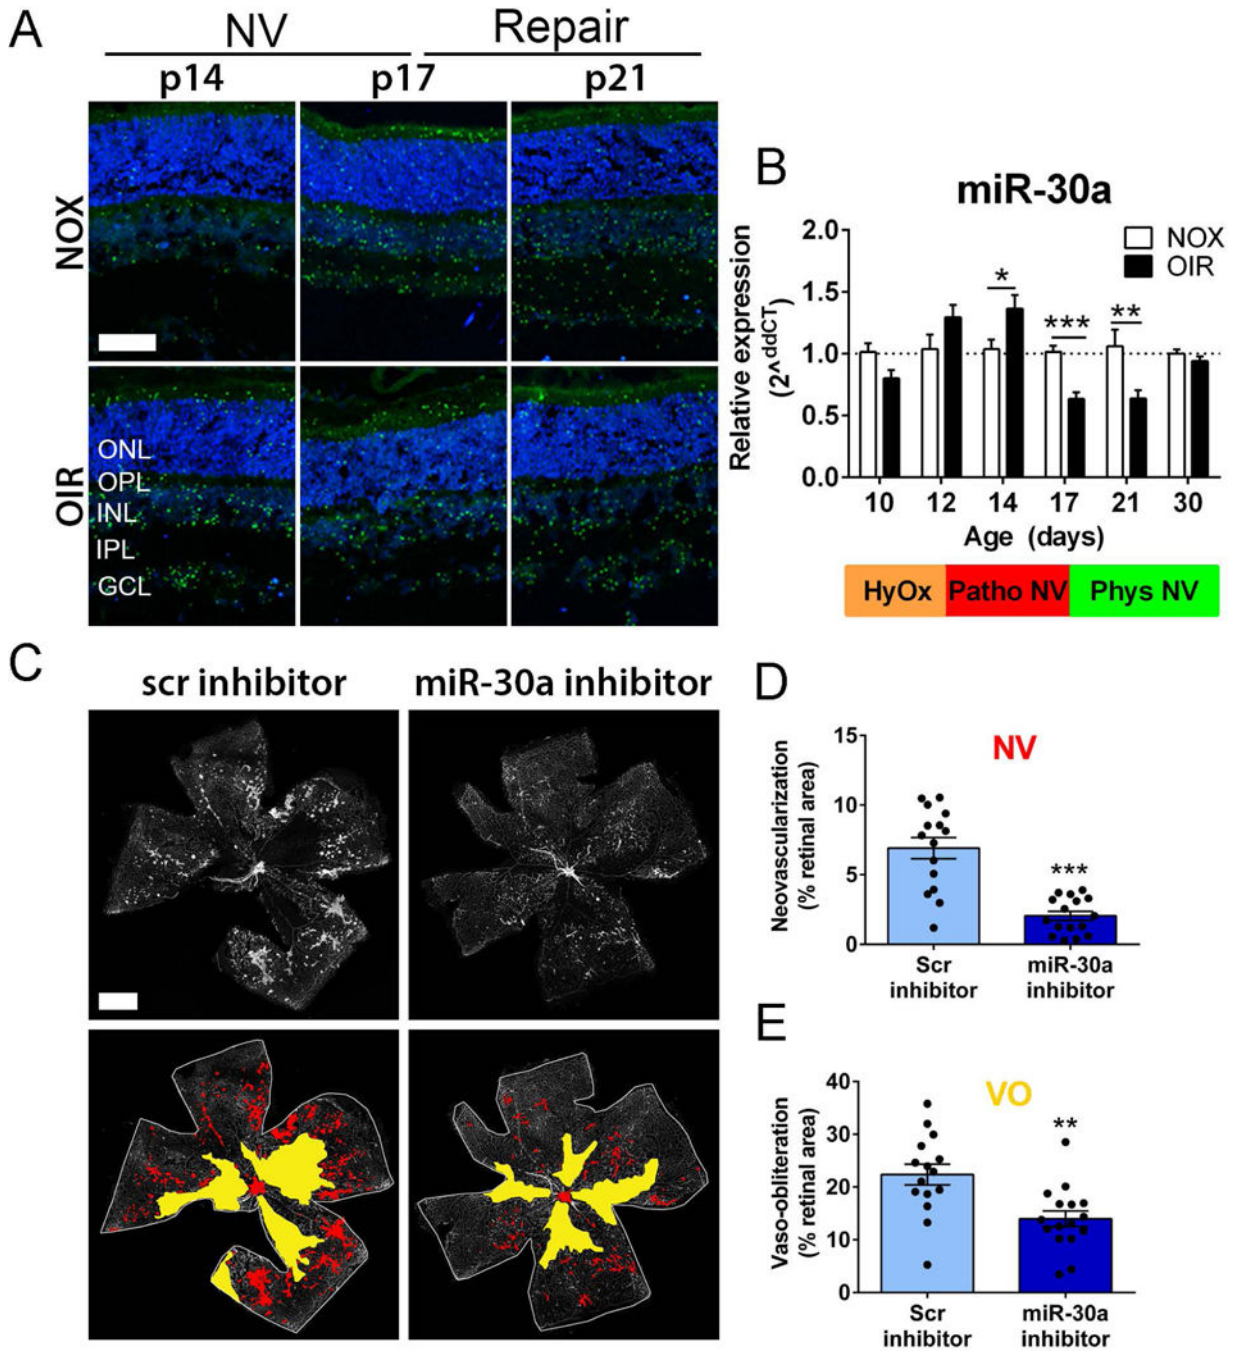 A
NV
Repair
p14
p17
p21
NOX
OIR
ONL
OPL
INL
IPL
GCL
B
miR-30a
NOX
OIR
Relative expression
(2^ddCT)
2.0
1.5
1.0
0.5
0.0
*
***
**
10 12 14 17 21 30
Age (days)
HyOx Patho NV Phys NV
C
scr inhibitor
miR-30a inhibitor
D
NV
Neovascularization
(% retinal area)
15
10
5
0
***
Scr
inhibitor
miR-30a
inhibitor
E
VO
Vaso-obliteration
(% retinal area)
40
30
20
10
0
**
Scr
inhibitor
miR-30a
inhibitor